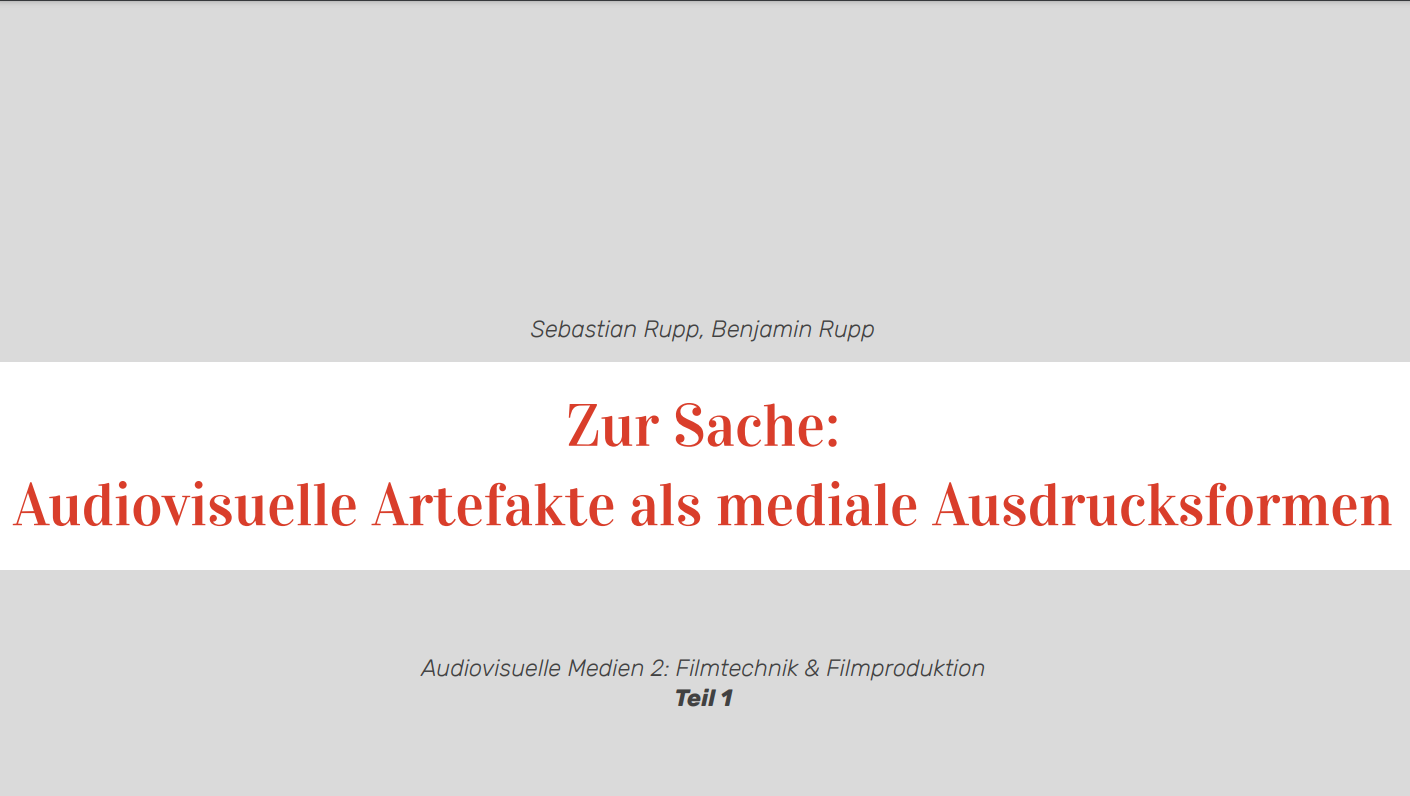 Sebastian Rupp, Benjamin Rupp
Zur Sache:
Audiovisuelle Artefakte als mediale Ausdrucksformen
Audiovisuelle Medien 2: Filmtechnik & Filmproduktion
Teil 1